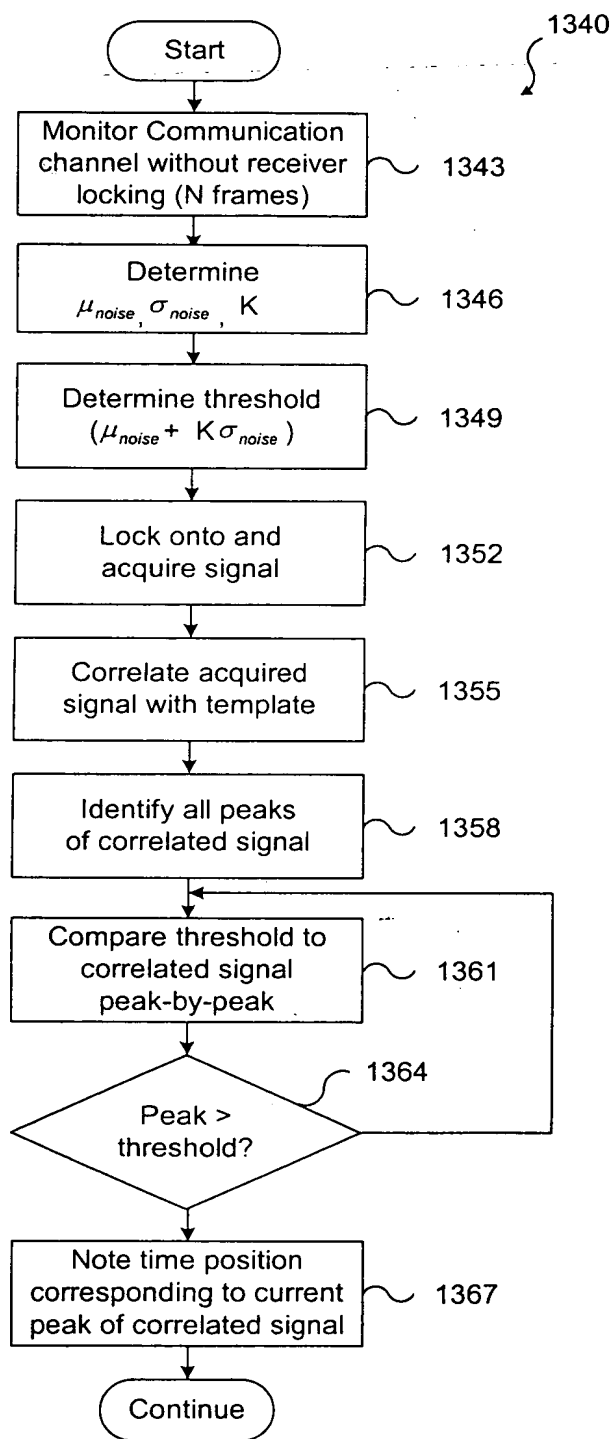 1340
Start
Monitor Communication
channel without receiver
locking (N frames)
1343
Determine
μnoise, σnoise, K
1346
Determine threshold
(μnoise + Kσnoise)
1349
Lock onto and
acquire signal
1352
Correlate acquired
signal with template
1355
Identify all peaks
of correlated signal
1358
Compare threshold to
correlated signal
peak-by-peak
1361
1364
Peak >
threshold?
Note time position
corresponding to current
peak of correlated signal
1367
Continue